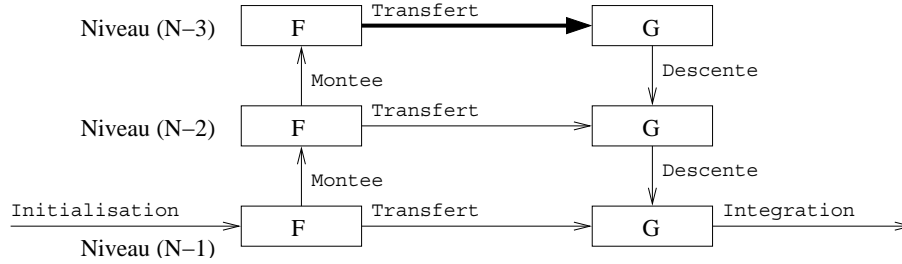 Transfert
Niveau (N–3) F G
Montee Descente
Transfert
Niveau (N–2) F G
Montee Descente
Initialisation Transfert Integration
F G
Niveau (N–1)